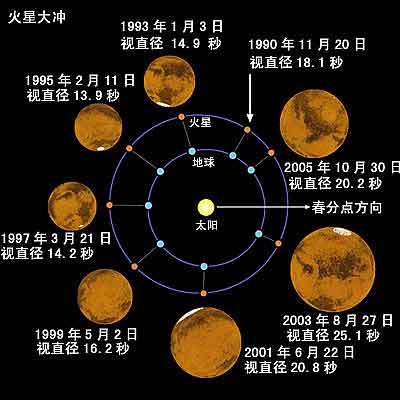 火星大冲
1993 年 1 月 3 日
视直径 14.9 秒
1990 年 11 月 20 日
视直径 18.1 秒
1995 年 2 月 11 日
视直径 13.9 秒
火星
地球
2005 年 10 月 30 日
视直径 20.2 秒
太阳
春分点方向
1997 年 3 月 21 日
视直径 14.2 秒
2003 年 8 月 27 日
视直径 25.1 秒
1999 年 5 月 2 日
视直径 16.2 秒
2001 年 6 月 22 日
视直径 20.8 秒